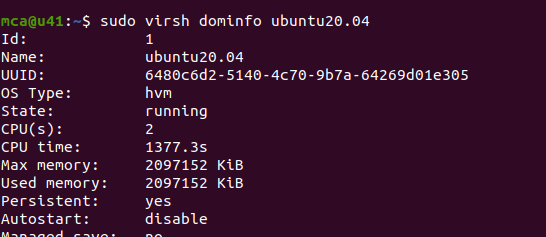 mca@u41:~$ sudo virsh dominfo ubuntu20.04
Id:             1
Name:           ubuntu20.04
UUID:           6480c6d2-5140-4c70-9b7a-64269d01e305
OS Type:        hvm
State:          running
CPU(s):         2
CPU time:       1377.3s
Max memory:     2097152 KiB
Used memory:    2097152 KiB
Persistent:     yes
Autostart:      disable
Managed save:   no